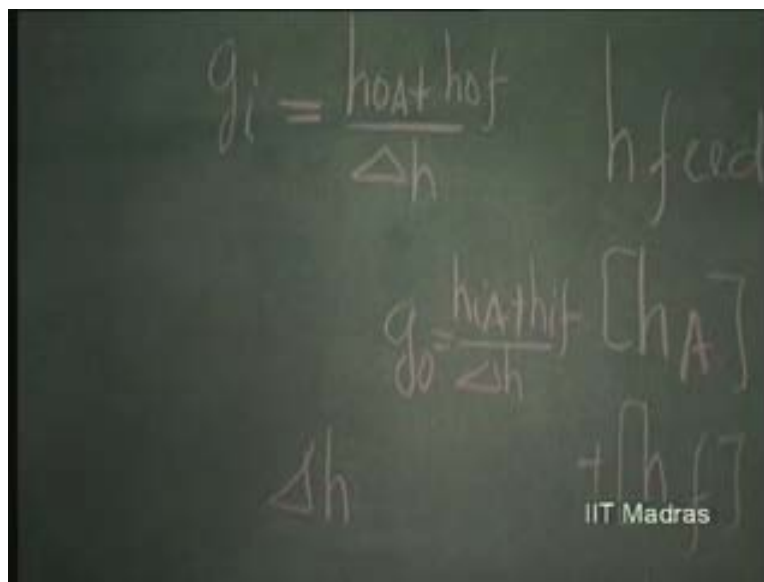 gi = hoA+ hof / Δh
hfeed
go = hiA+hif / Δh [hA]
Δh +[hf]
IIT Madras